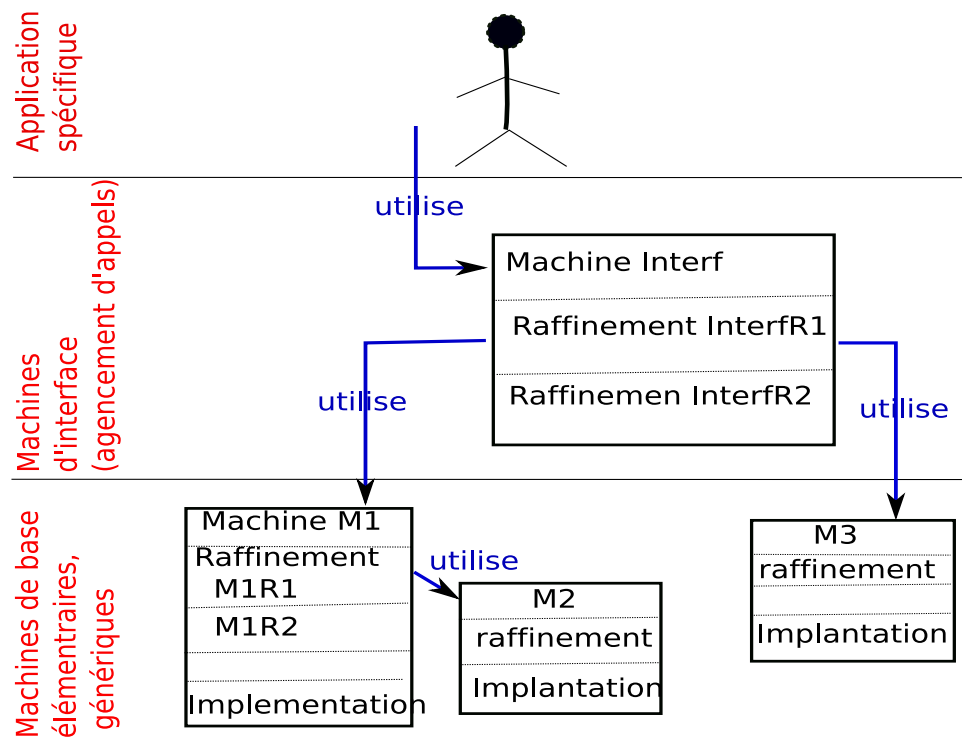 Application
spécifique
utilise
Machines
d'interface
(agencement d'appels)
Machine Interf
Raffinement InterfR1
Raffinemen InterfR2
utilise
utilise
Machines de base
élémentraires,
génériques
Machine M1
Raffinement
M1R1
M1R2
Implementation
utilise
M2
raffinement
Implantation
M3
raffinement
Implantation